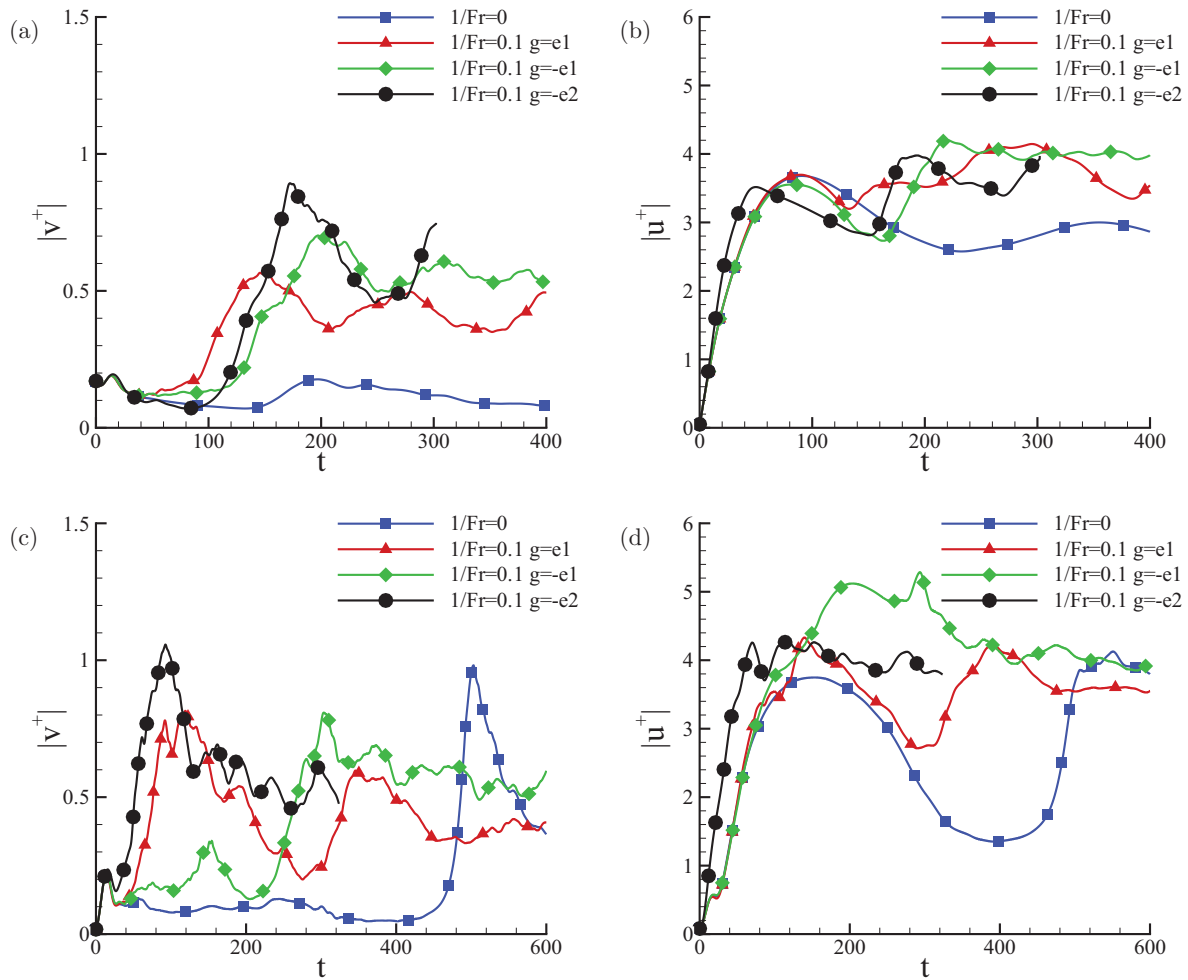 (a)
1/Fr=0
1/Fr=0.1 g=e1
1/Fr=0.1 g=-e1
1/Fr=0.1 g=-e2
|v⁺|
1.5
1
0.5
0
0 100 200 300 400
t
(b)
1/Fr=0
1/Fr=0.1 g=e1
1/Fr=0.1 g=-e1
1/Fr=0.1 g=-e2
|u⁺|
6
5
4
3
2
1
0
0 100 200 300 400
t
(c)
1/Fr=0
1/Fr=0.1 g=e1
1/Fr=0.1 g=-e1
1/Fr=0.1 g=-e2
|v⁺|
1.5
1
0.5
0
0 200 400 600
t
(d)
1/Fr=0
1/Fr=0.1 g=e1
1/Fr=0.1 g=-e1
1/Fr=0.1 g=-e2
|u⁺|
6
5
4
3
2
1
0
0 200 400 600
t